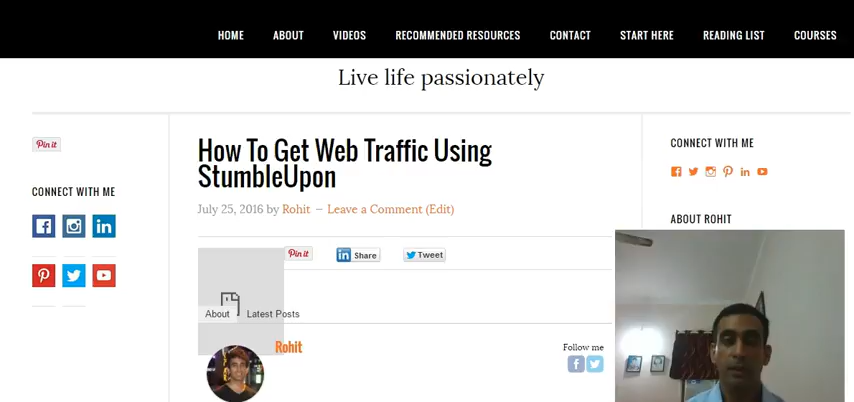 HOME ABOUT VIDEOS RECOMMENDED RESOURCES CONTACT START HERE READING LIST COURSES
Live life passionately
Pin it
CONNECT WITH ME
How To Get Web Traffic Using
StumbleUpon
July 25, 2016 by Rohit — Leave a Comment (Edit)
Pin it
in Share
Tweet
About Latest Posts
Rohit
Follow me
CONNECT WITH ME
ABOUT ROHIT